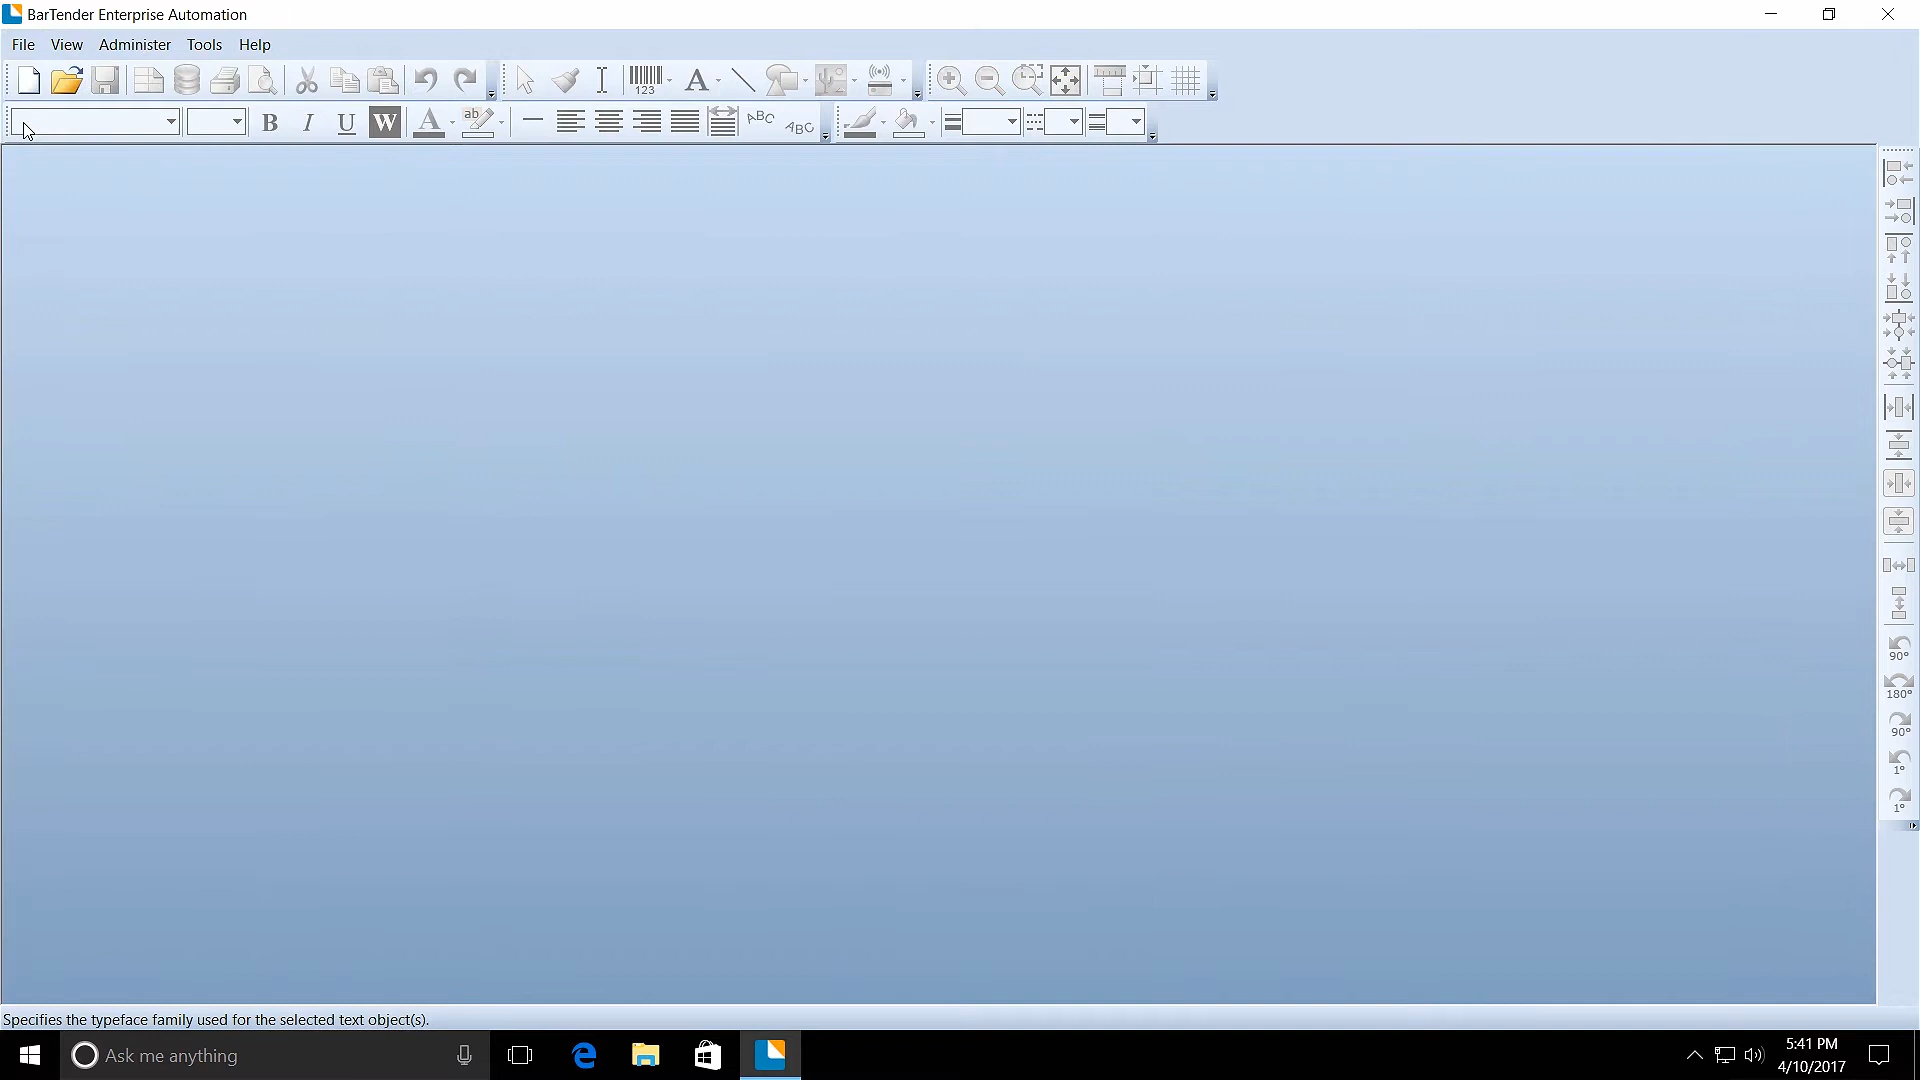 BarTender Enterprise Automation
File View Administer Tools Help
123 A
B I U W A ab ABC ABC
90°
180°
90°
1°
1°
Specifies the typeface family used for the selected text object(s).
Ask me anything
5:41 PM
4/10/2017